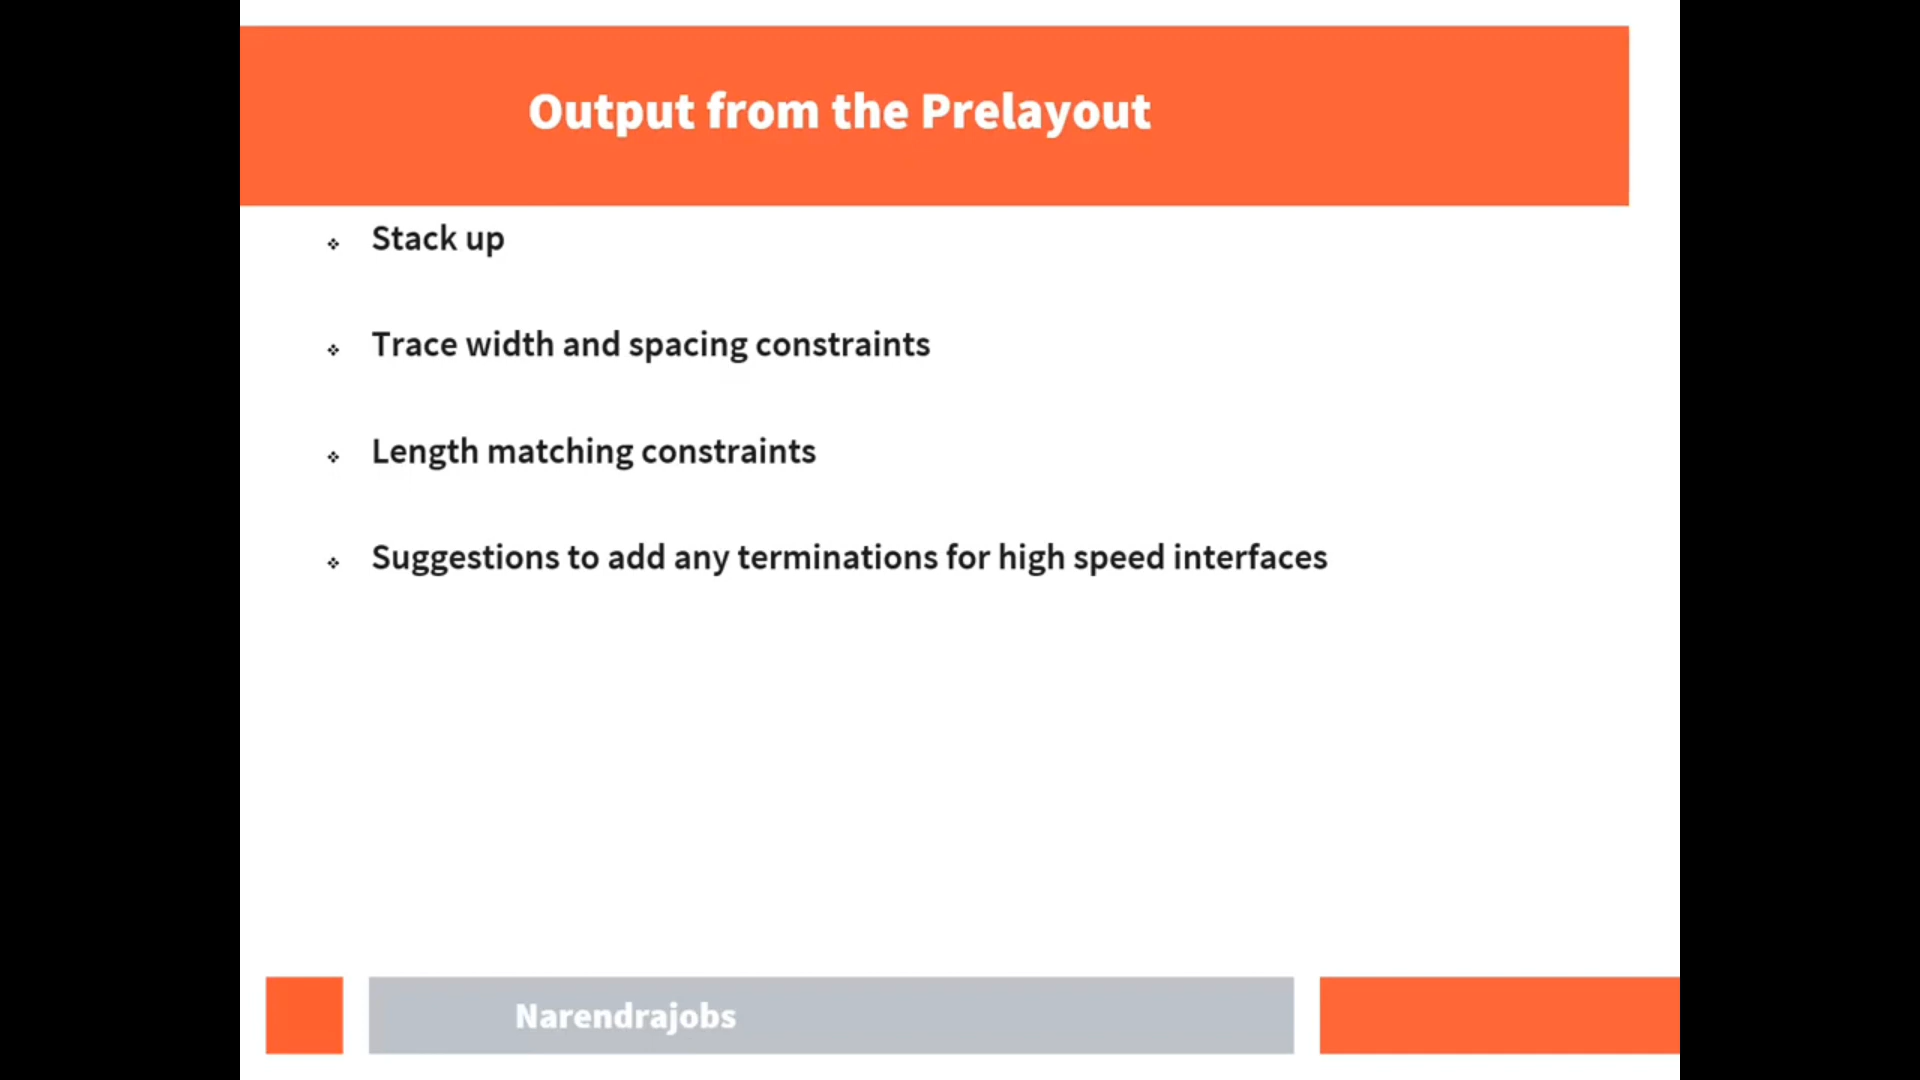 Output from the Prelayout
Stack up
Trace width and spacing constraints
Length matching constraints
Suggestions to add any terminations for high speed interfaces
Narendrajobs